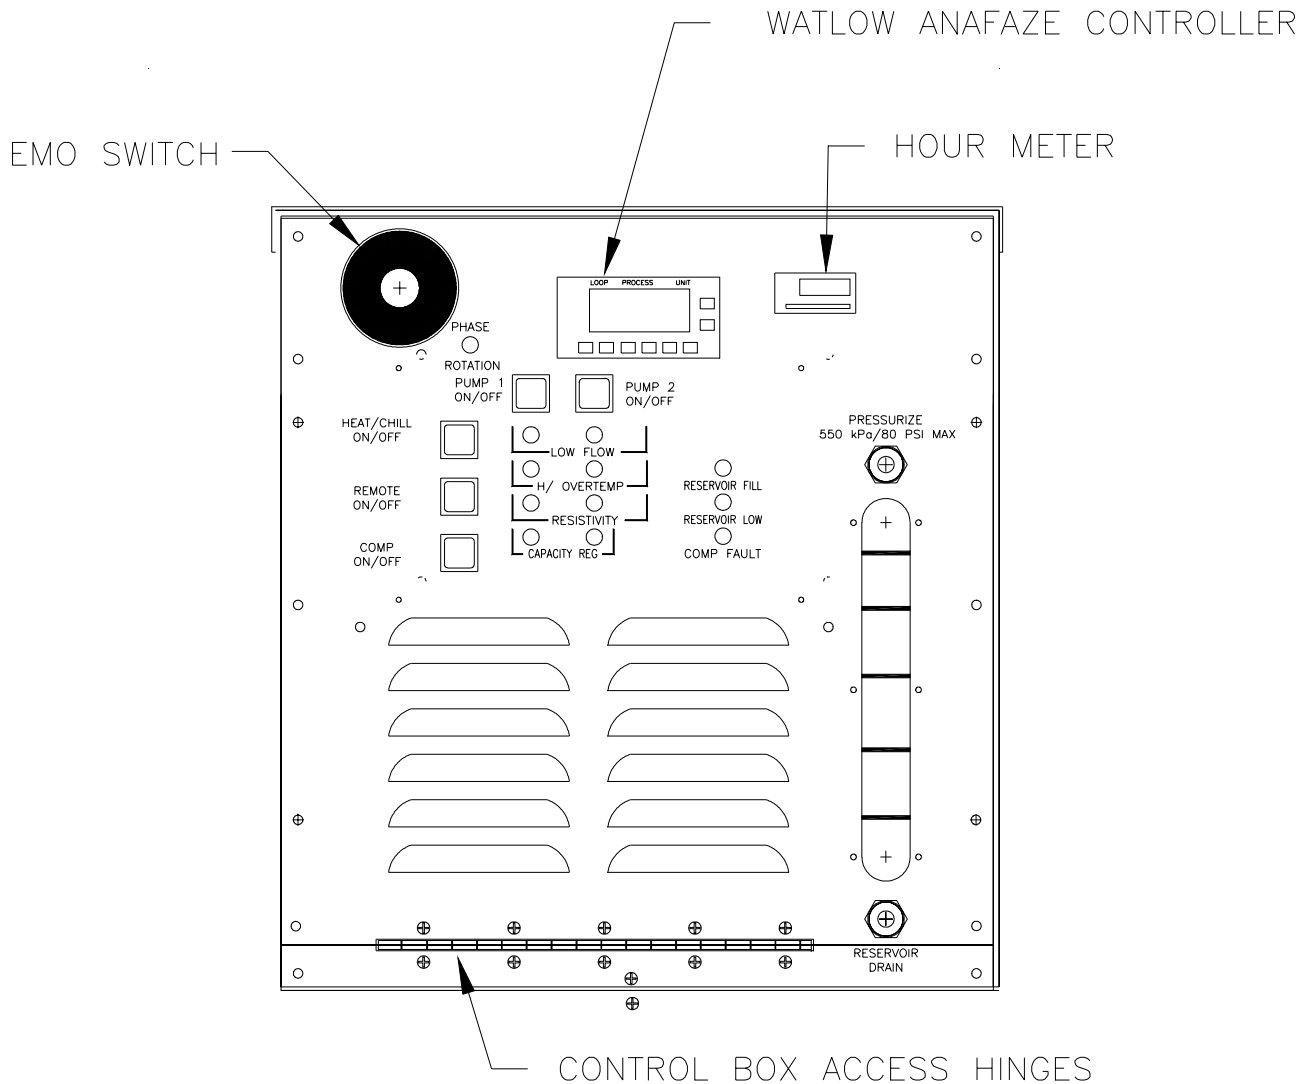 WATLOW ANAFAZE CONTROLLER
EMO SWITCH
HOUR METER
LOOP PROCESS UNIT
PHASE
ROTATION
PUMP 1
ON/OFF
PUMP 2
ON/OFF
HEAT/CHILL
ON/OFF
PRESSURIZE
550 kPa/80 PSI MAX
LOW FLOW
REMOTE
ON/OFF
H/ OVERTEMP
RESERVOIR FILL
RESISTIVITY
RESERVOIR LOW
COMP
ON/OFF
CAPACITY REG
COMP FAULT
RESERVOIR
DRAIN
CONTROL BOX ACCESS HINGES